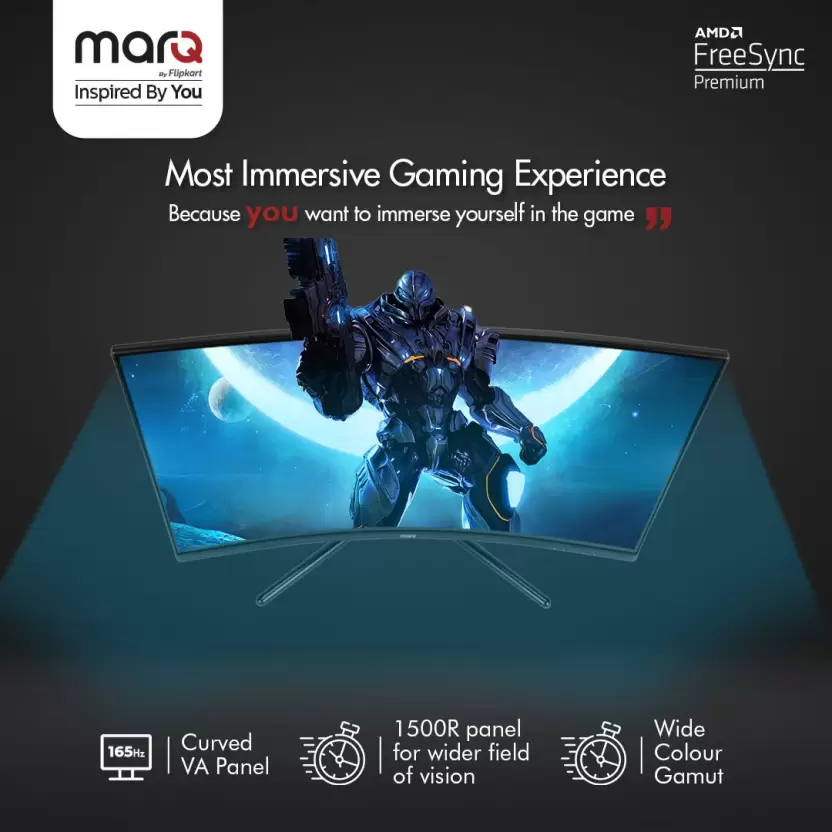 marQ
By Flipkart
Inspired By You
AMD
FreeSync
Premium
Most Immersive Gaming Experience
Because you want to immerse yourself in the game ”
marQ
165Hz
Curved
VA Panel
1500R panel
for wider field
of vision
Wide
Colour
Gamut